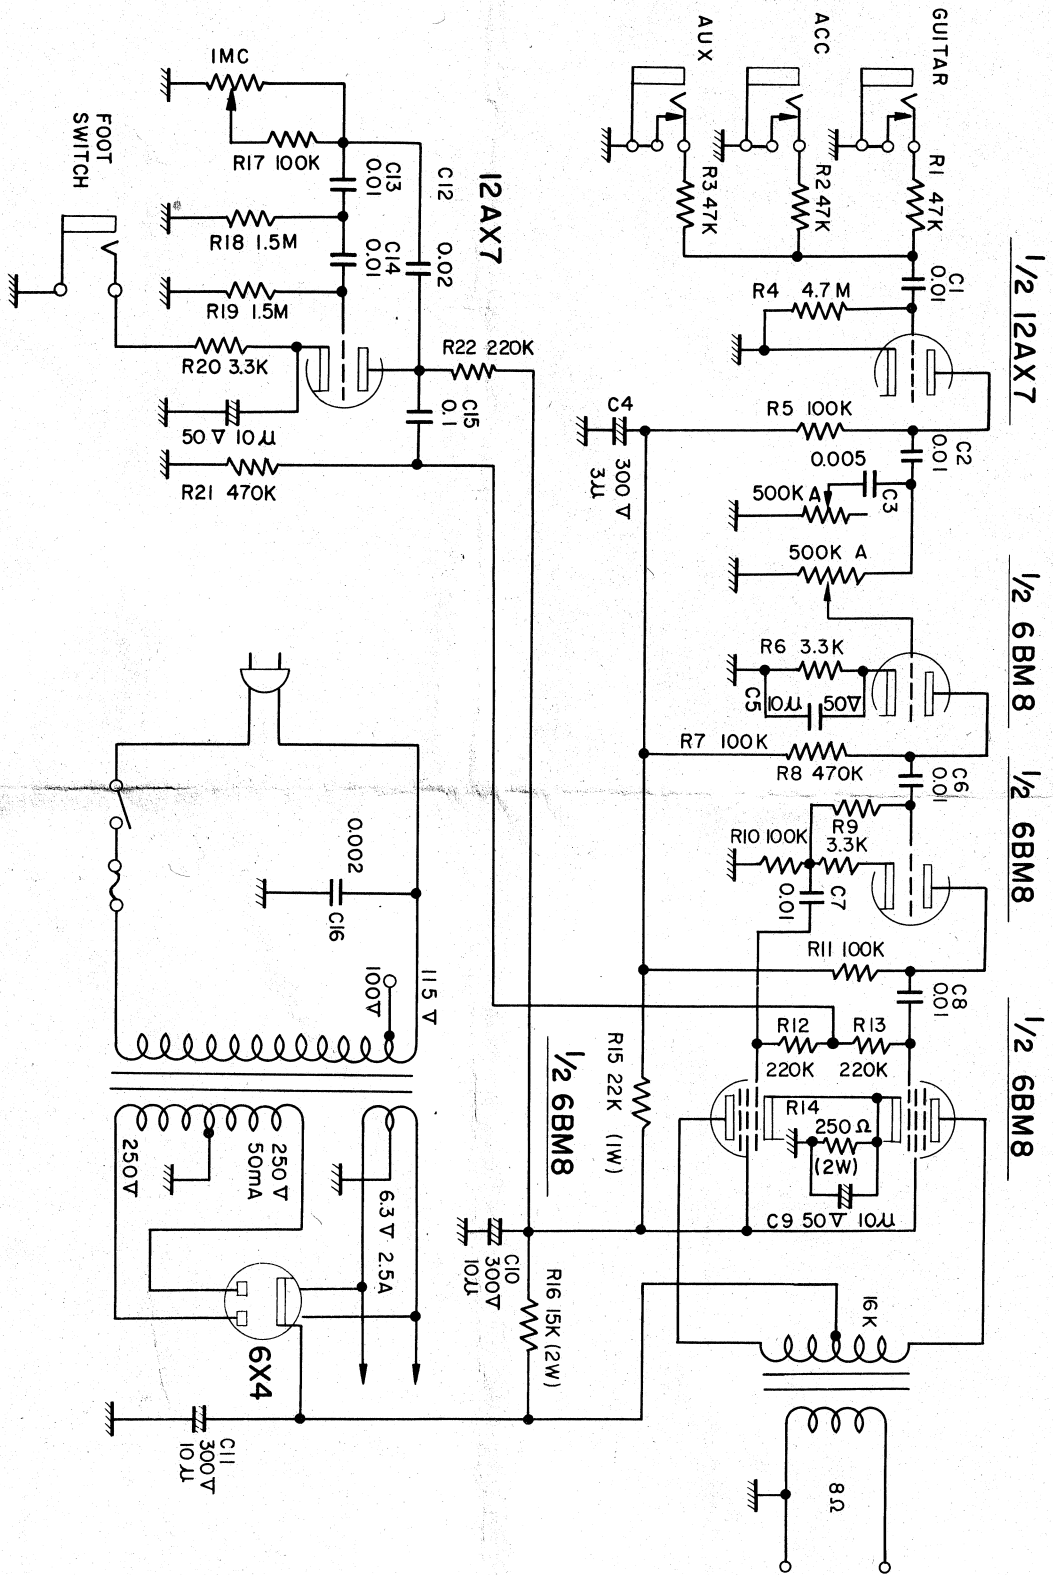 GUITAR
ACC
AUX
R1 47K
R2 47K
R3 47K
1/2 12AX7
C1
0.01
R4 4.7M
R5 100K
C2
0.01
C4
300V
3µ
0.005
C3
500K A
500K A
1/2 6BM8
R6 3.3K
C5
10µ 50V
R7 100K
R8 470K
C6
0.01
1/2 6BM8
R9
3.3K
R10 100K
C7
0.01
R11 100K
C8
0.01
1/2 6BM8
R12
220K
R13
220K
R14
250Ω
(2W)
C9 50V 10µ
R15 22K (1W)
1/2 6BM8
C10
300V
10µ
R16 15K (2W)
16K
8Ω
12AX7
1MC
R17 100K
C13
0.01
C12
0.02
R18 1.5M
C14
0.01
R19 1.5M
FOOT
SWITCH
R20 3.3K
50V 10µ
R21 470K
R22 220K
C15
0.1
0.002
C16
115V
100V
250V
250V
50mA
6.3V 2.5A
6X4
C11
300V
10µ